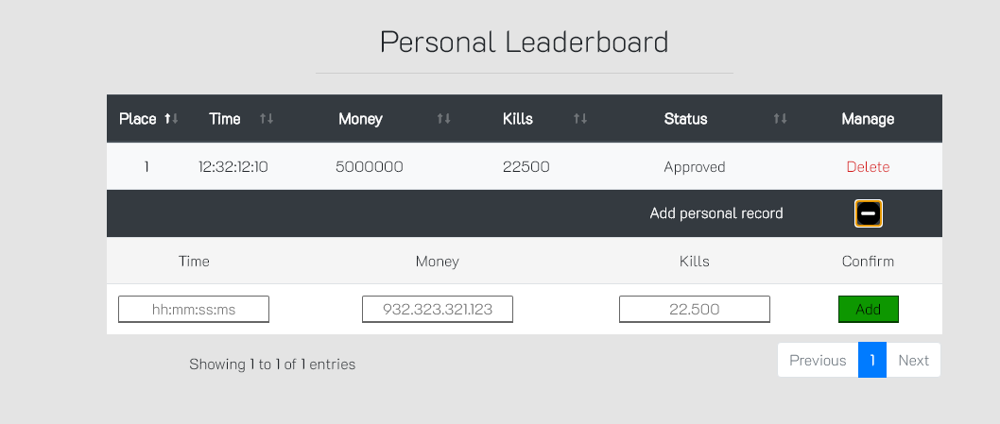 Personal Leaderboard
Place Time Money Kills Status Manage
1 12:32:12:10 5000000 22500 Approved Delete
Add personal record
Time Money Kills Confirm
hh:mm:ss:ms 932.323.321.123 22.500 Add
Showing 1 to 1 of 1 entries Previous 1 Next